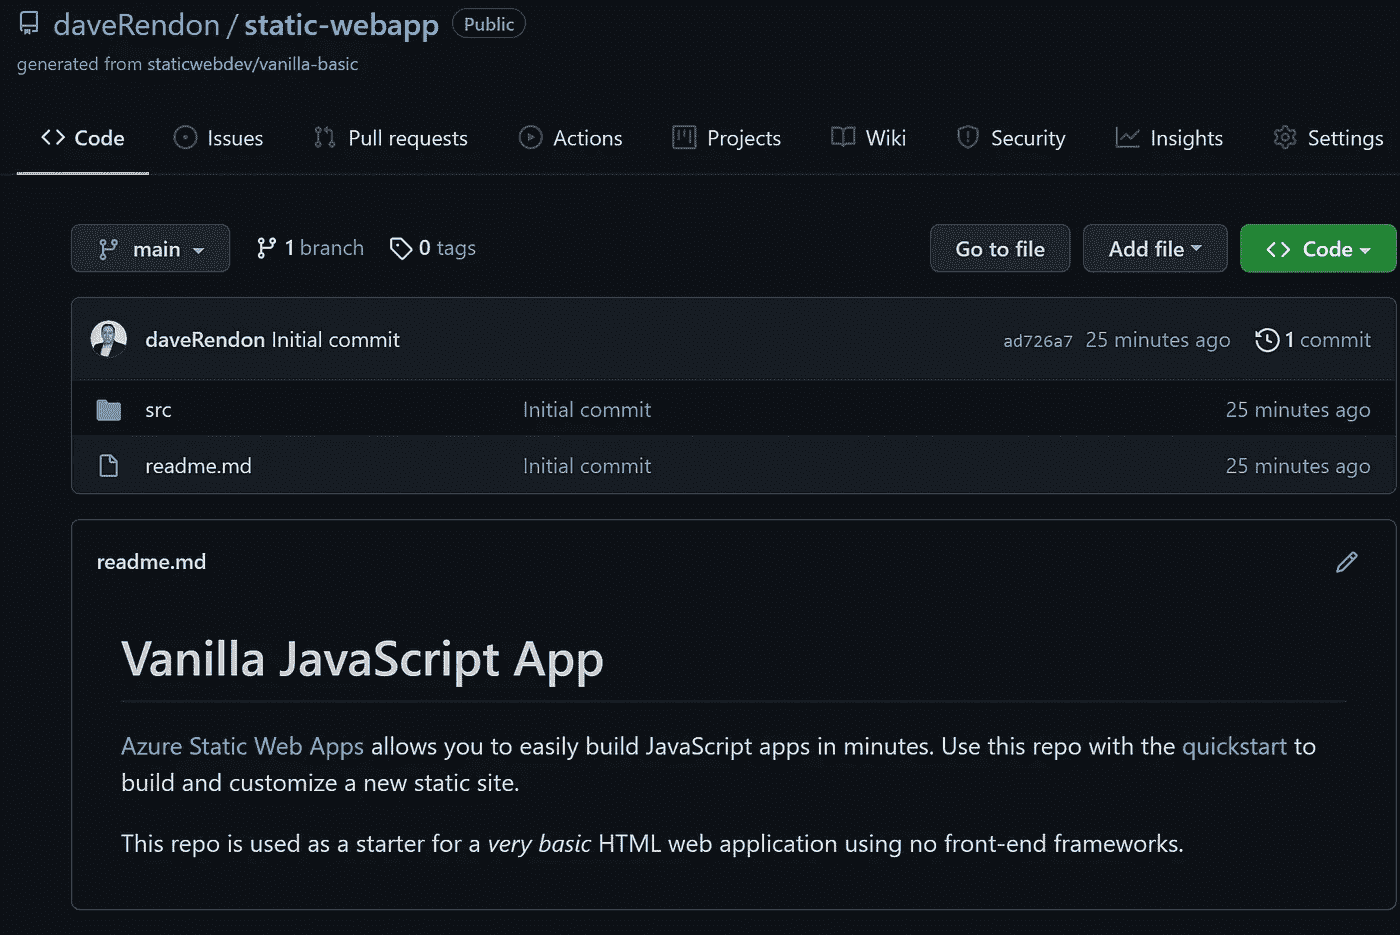 daveRendon / static-webapp Public
generated from staticwebdev/vanilla-basic
Code Issues Pull requests Actions Projects Wiki Security Insights Settings
main 1 branch 0 tags Go to file Add file Code
daveRendon Initial commit ad726a7 25 minutes ago 1 commit
src Initial commit 25 minutes ago
readme.md Initial commit 25 minutes ago
readme.md
Vanilla JavaScript App
Azure Static Web Apps allows you to easily build JavaScript apps in minutes. Use this repo with the quickstart to
build and customize a new static site.
This repo is used as a starter for a very basic HTML web application using no front-end frameworks.